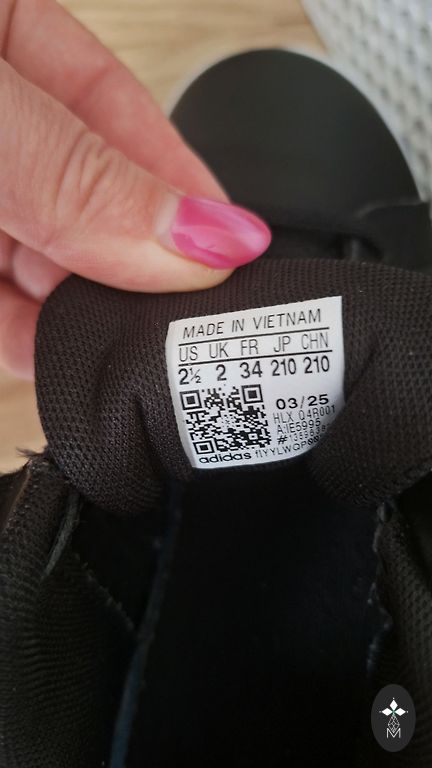 MADE IN VIETNAM
US UK FR JP CHN
2½ 2 34 210 210
03/25
HLX 04R001
A:IE5995
adidas